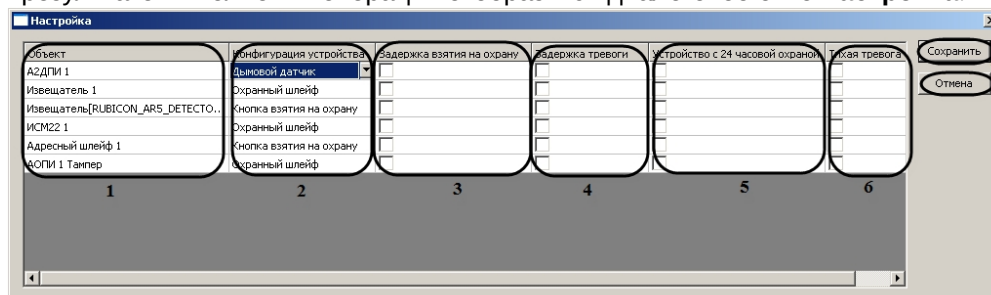 Настройка
Объект Конфигурация устройства Задержка взятия на охрану Задержка тревоги Устройство с 24 часовой охраной Тихая тревога Сохранить
А2ДПИ 1 Дымовой датчик Отмена
Извещатель 1 Охранный шлейф
Извещатель[RUBICON_AR5_DETECTO... Кнопка взятия на охрану
ИСМ22 1 Охранный шлейф
Адресный шлейф 1 Кнопка взятия на охрану
АОПИ 1 Тампер Охранный шлейф
1 2 3 4 5 6